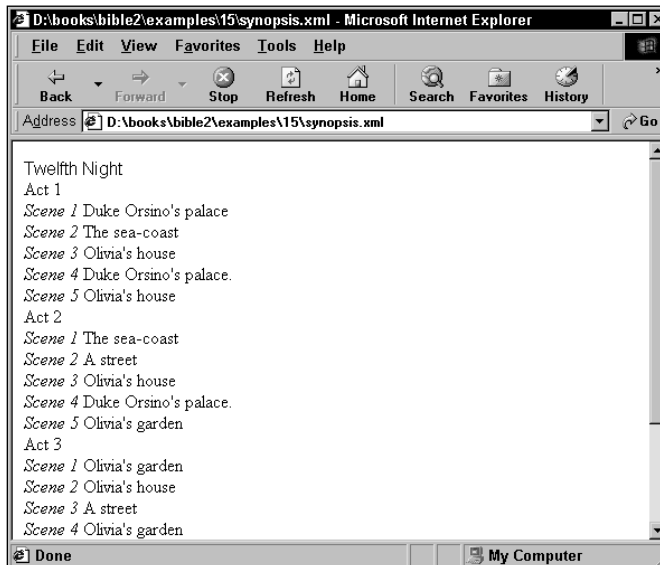 D:\books\bible2\examples\15\synopsis.xml - Microsoft Internet Explorer
File Edit View Favorites Tools Help
Back Forward Stop Refresh Home Search Favorites History »
Address D:\books\bible2\examples\15\synopsis.xml Go
Twelfth Night
Act 1
Scene 1 Duke Orsino's palace
Scene 2 The sea-coast
Scene 3 Olivia's house
Scene 4 Duke Orsino's palace.
Scene 5 Olivia's house
Act 2
Scene 1 The sea-coast
Scene 2 A street
Scene 3 Olivia's house
Scene 4 Duke Orsino's palace.
Scene 5 Olivia's garden
Act 3
Scene 1 Olivia's garden
Scene 2 Olivia's house
Scene 3 A street
Scene 4 Olivia's garden
Done My Computer